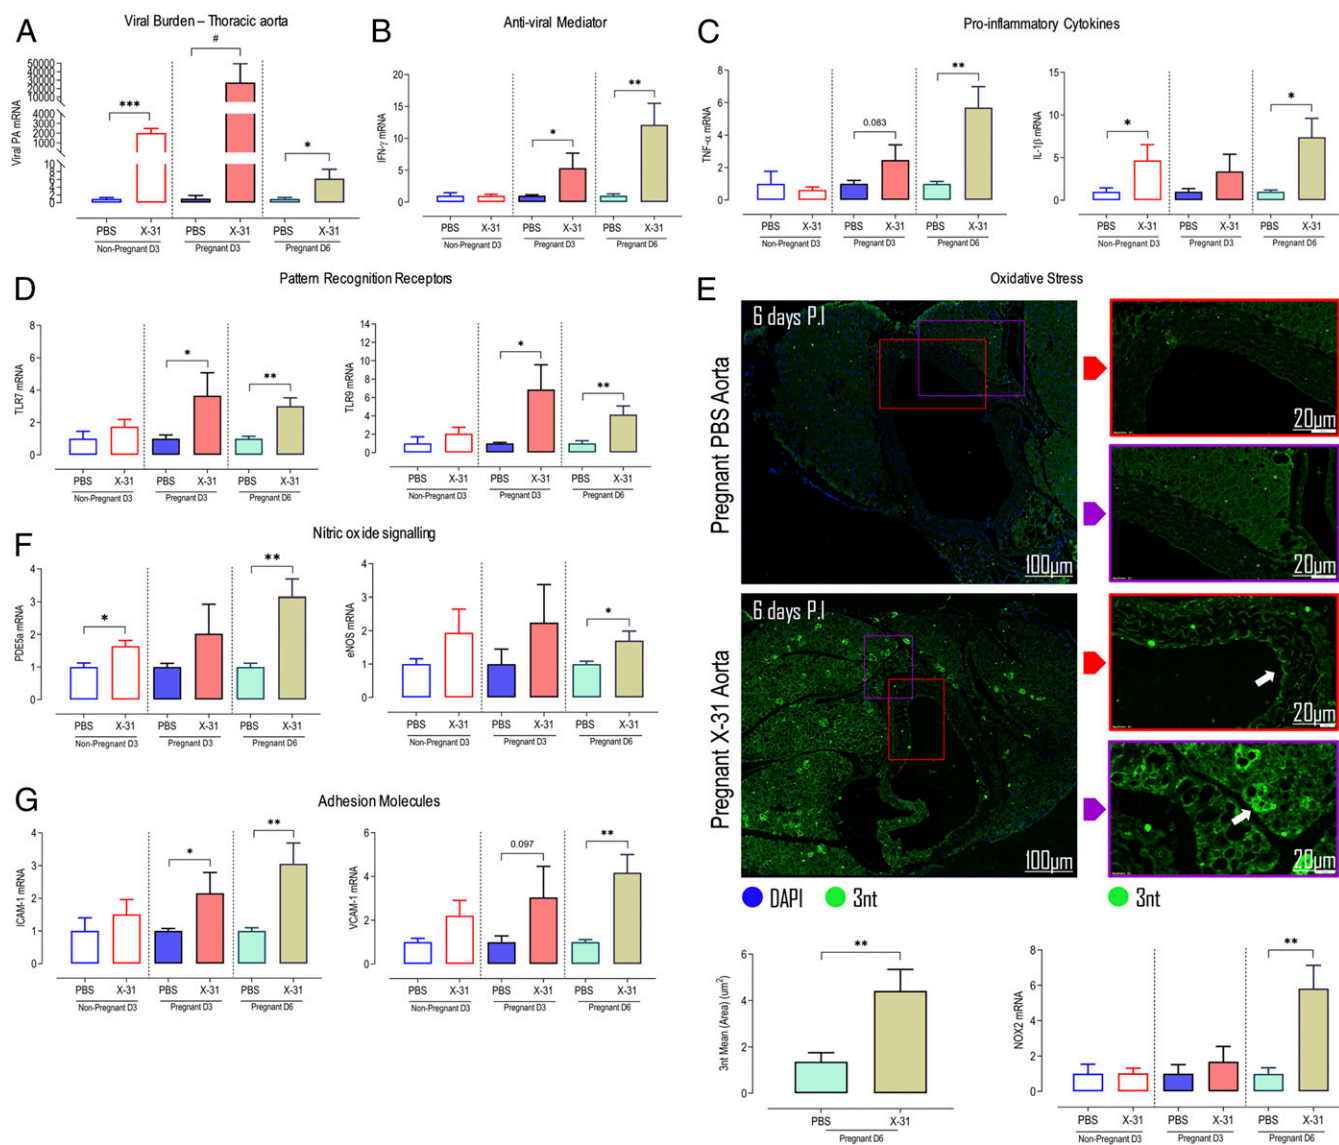 A
Viral Burden – Thoracic aorta
Viral PA mRNA
50000
40000
30000
20000
10000
4000
2000
0
10
8
6
4
2
0
***
#
*
PBS X-31 PBS X-31 PBS X-31
Non-Pregnant D3 Pregnant D3 Pregnant D6
B
Anti-viral Mediator
IFN-γ mRNA
20
15
10
5
0
*
**
PBS X-31 PBS X-31 PBS X-31
Non-Pregnant D3 Pregnant D3 Pregnant D6
C
Pro-inflammatory Cytokines
TNF-α mRNA
8
6
4
2
0
0.083
**
PBS X-31 PBS X-31 PBS X-31
Non-Pregnant D3 Pregnant D3 Pregnant D6
IL-1β mRNA
15
10
5
0
*
*
PBS X-31 PBS X-31 PBS X-31
Non-Pregnant D3 Pregnant D3 Pregnant D6
D
Pattern Recognition Receptors
TLR7 mRNA
8
6
4
2
0
*
**
PBS X-31 PBS X-31 PBS X-31
Non-Pregnant D3 Pregnant D3 Pregnant D6
TLR9 mRNA
14
12
10
8
6
4
2
0
*
**
PBS X-31 PBS X-31 PBS X-31
Non-Pregnant D3 Pregnant D3 Pregnant D6
E
Oxidative Stress
Pregnant PBS Aorta
6 days P.I
100µm
20µm
20µm
Pregnant X-31 Aorta
6 days P.I
100µm
20µm
20µm
DAPI 3nt
3nt
3nt Mean (Area) (um²)
6
4
2
0
**
PBS X-31
Pregnant D6
NOX2 mRNA
8
6
4
2
0
**
PBS X-31 PBS X-31 PBS X-31
Non-Pregnant D3 Pregnant D3 Pregnant D6
F
Nitric oxide signalling
PDE5a mRNA
4
3
2
1
0
*
**
PBS X-31 PBS X-31 PBS X-31
Non-Pregnant D3 Pregnant D3 Pregnant D6
eNOS mRNA
4
3
2
1
0
*
PBS X-31 PBS X-31 PBS X-31
Non-Pregnant D3 Pregnant D3 Pregnant D6
G
Adhesion Molecules
ICAM-1 mRNA
4
3
2
1
0
*
**
PBS X-31 PBS X-31 PBS X-31
Non-Pregnant D3 Pregnant D3 Pregnant D6
VCAM-1 mRNA
6
4
2
0
0.097
**
PBS X-31 PBS X-31 PBS X-31
Non-Pregnant D3 Pregnant D3 Pregnant D6